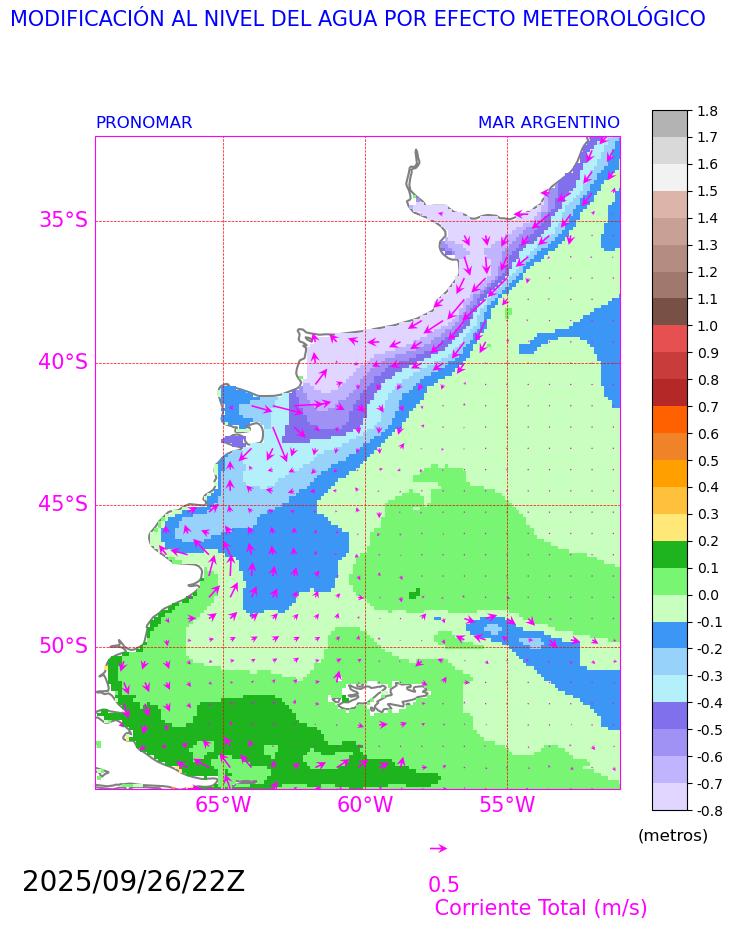 MODIFICACIÓN AL NIVEL DEL AGUA POR EFECTO METEOROLÓGICO
PRONOMAR
MAR ARGENTINO
1.8
1.7
1.6
1.5
1.4
1.3
1.2
1.1
1.0
0.9
0.8
0.7
0.6
0.5
0.4
0.3
0.2
0.1
0.0
-0.1
-0.2
-0.3
-0.4
-0.5
-0.6
-0.7
-0.8
(metros)
35°S
40°S
45°S
50°S
65°W
60°W
55°W
2025/09/26/22Z
0.5
Corriente Total (m/s)